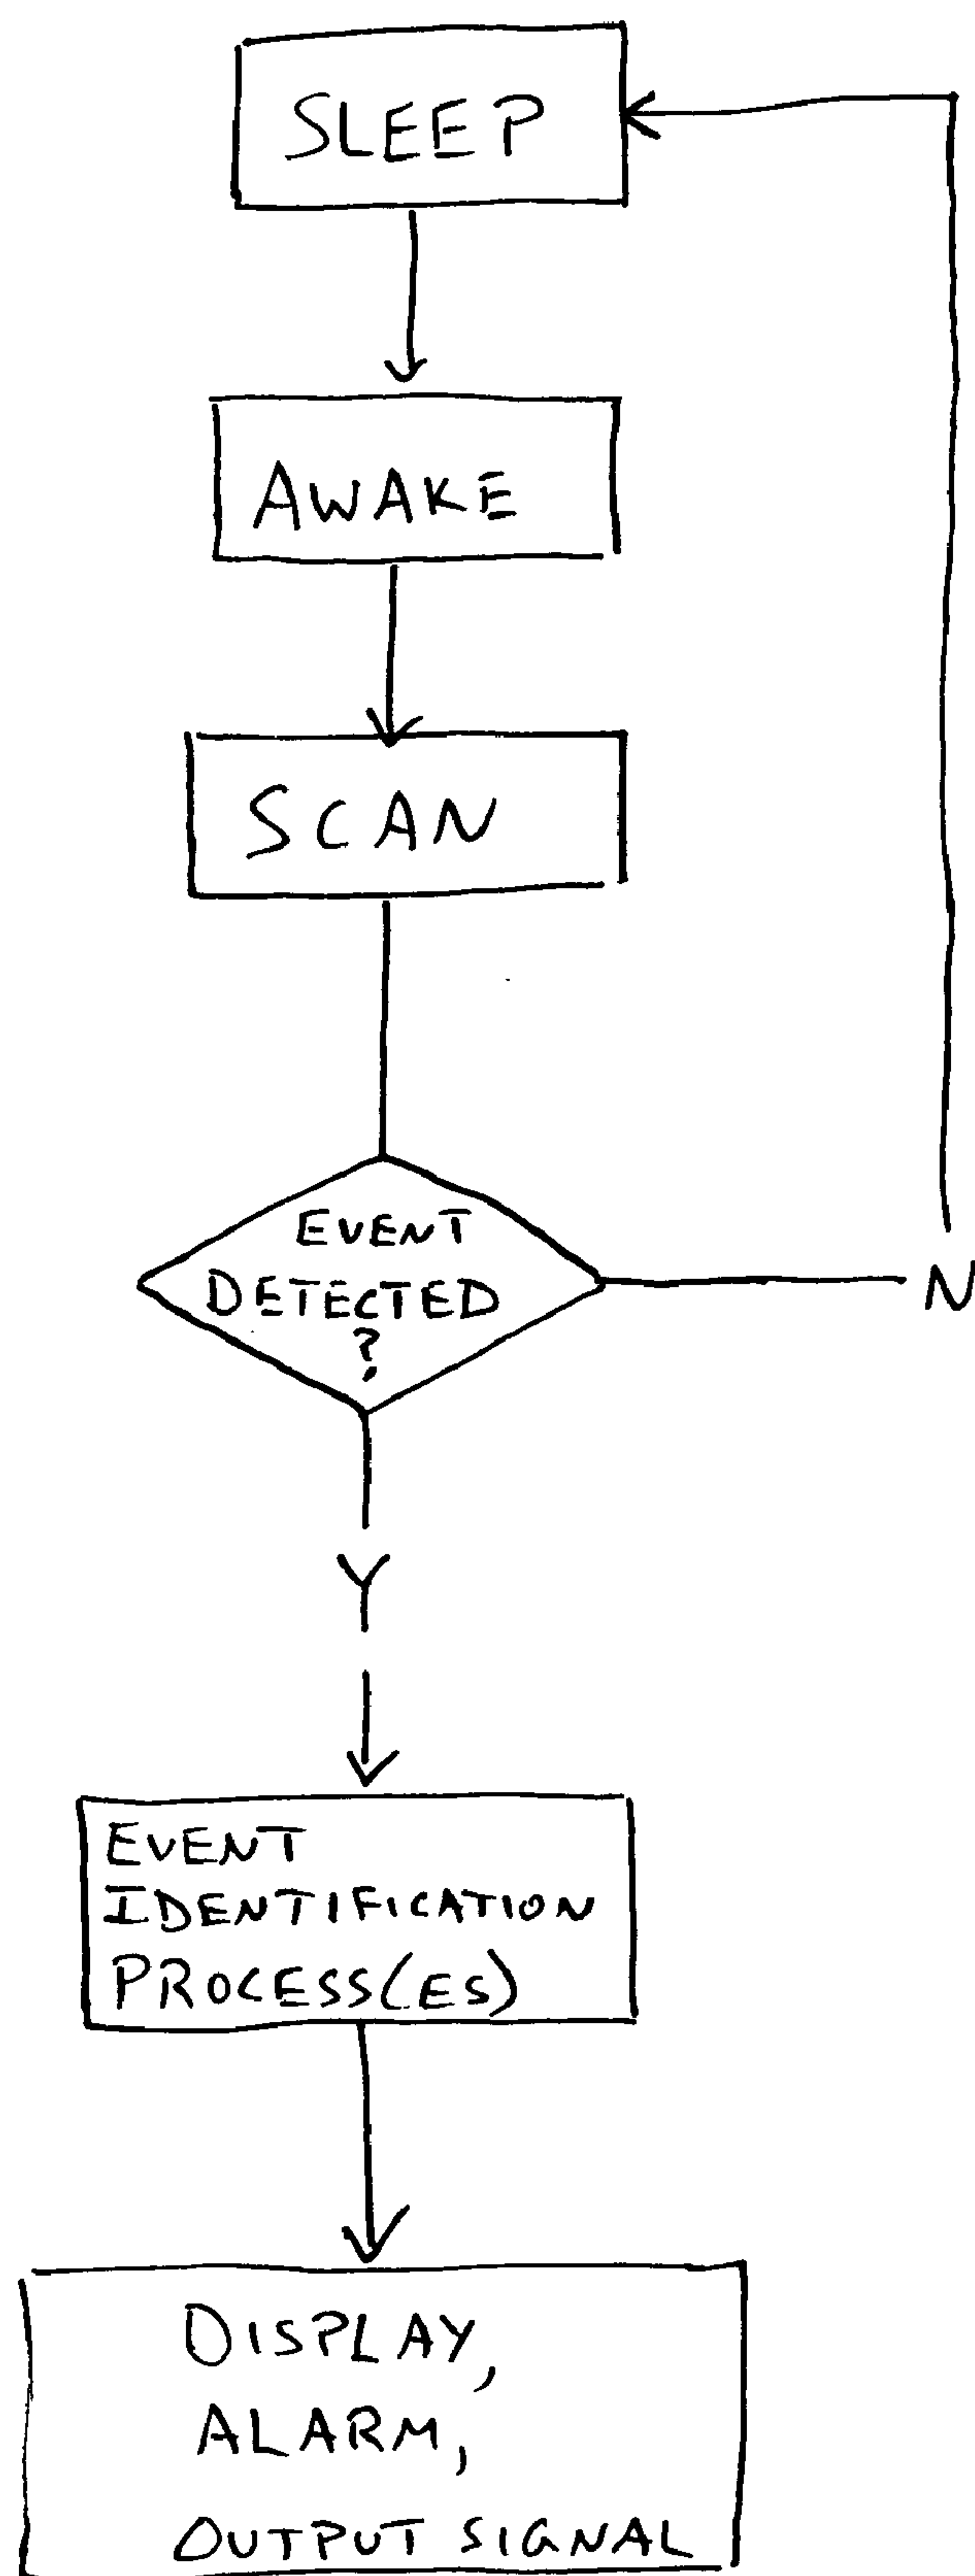 SLEEP
AWAKE
SCAN
EVENT
DETECTED
?
N
Y
EVENT
IDENTIFICATION
PROCESS(ES)
DISPLAY,
ALARM,
OUTPUT SIGNAL